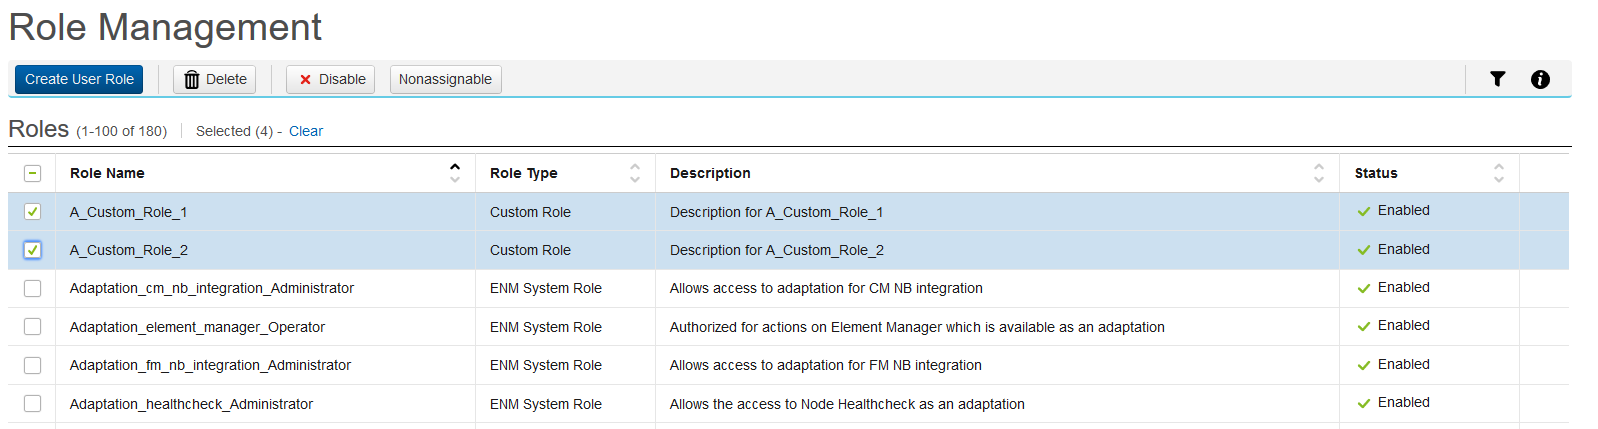 Role Management
Create User Role Delete Disable Nonassignable
Roles (1-100 of 180) Selected (4) - Clear
Role Name Role Type Description Status
A_Custom_Role_1 Custom Role Description for A_Custom_Role_1 Enabled
A_Custom_Role_2 Custom Role Description for A_Custom_Role_2 Enabled
Adaptation_cm_nb_integration_Administrator ENM System Role Allows access to adaptation for CM NB integration Enabled
Adaptation_element_manager_Operator ENM System Role Authorized for actions on Element Manager which is available as an adaptation Enabled
Adaptation_fm_nb_integration_Administrator ENM System Role Allows access to adaptation for FM NB integration Enabled
Adaptation_healthcheck_Administrator ENM System Role Allows the access to Node Healthcheck as an adaptation Enabled